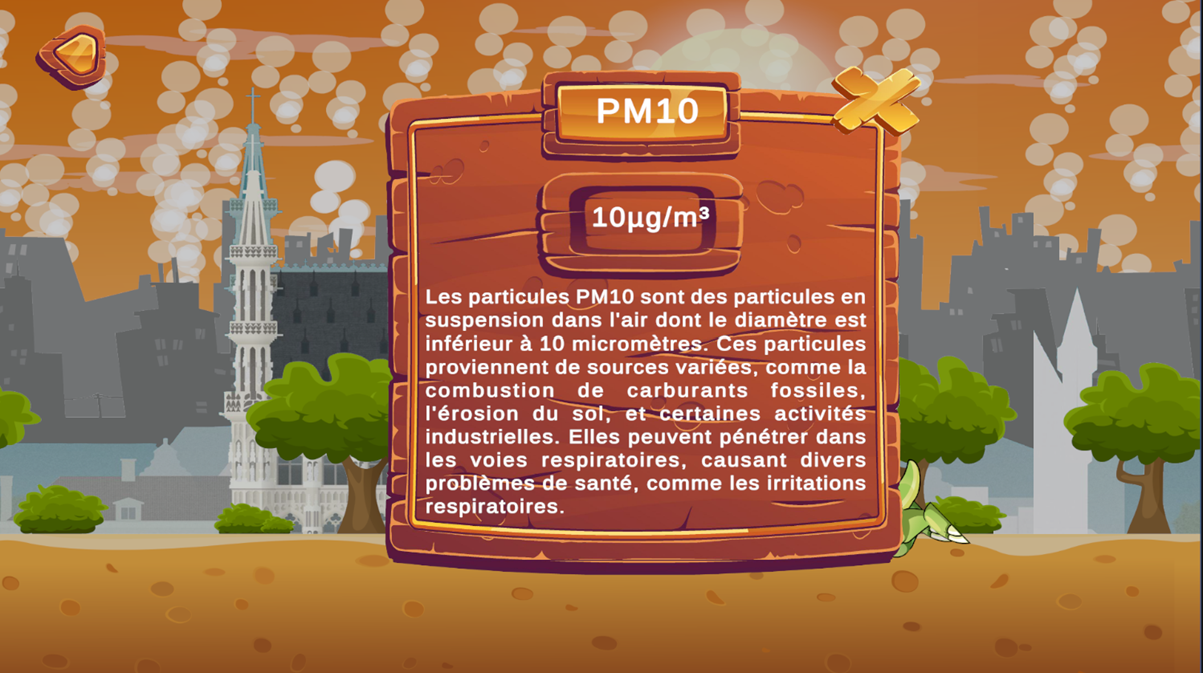 PM10
10µg/m³
Les particules PM10 sont des particules en
suspension dans l'air dont le diamètre est
inférieur à 10 micromètres. Ces particules
proviennent de sources variées, comme la
combustion de carburants fossiles,
l'érosion du sol, et certaines activités
industrielles. Elles peuvent pénétrer dans
les voies respiratoires, causant divers
problèmes de santé, comme les irritations
respiratoires.